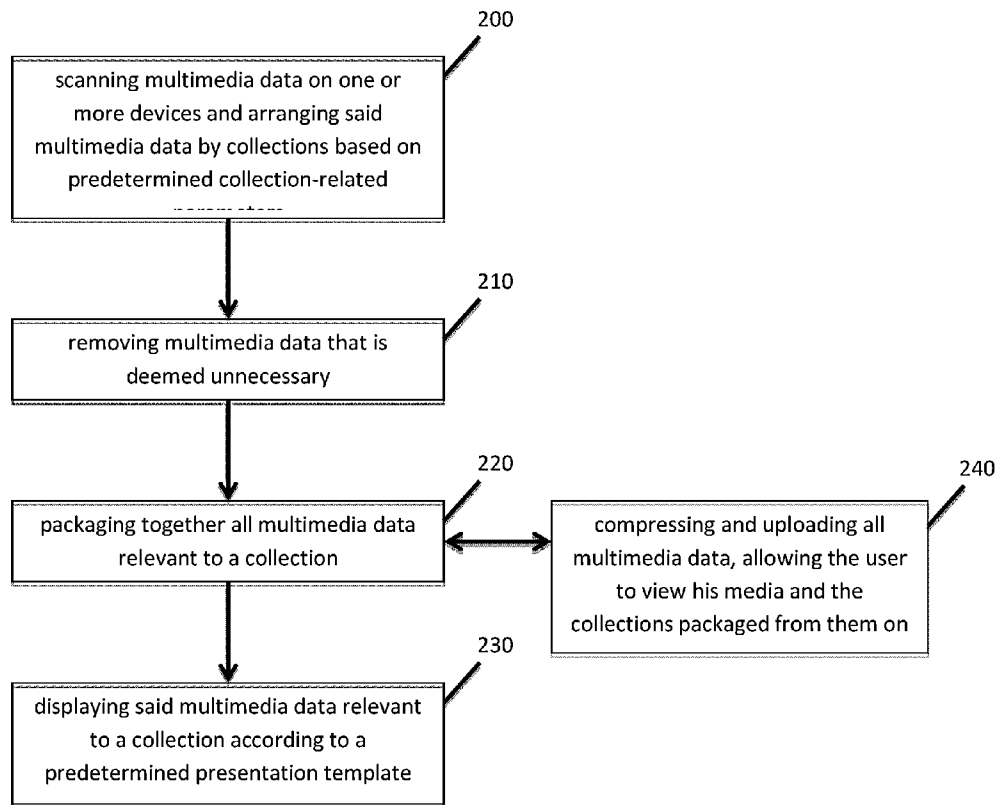 200
scanning multimedia data on one or
more devices and arranging said
multimedia data by collections based on
predetermined collection-related
210
removing multimedia data that is
deemed unnecessary
220
packaging together all multimedia data
relevant to a collection
240
compressing and uploading all
multimedia data, allowing the user
to view his media and the
collections packaged from them on
230
displaying said multimedia data relevant
to a collection according to a
predetermined presentation template